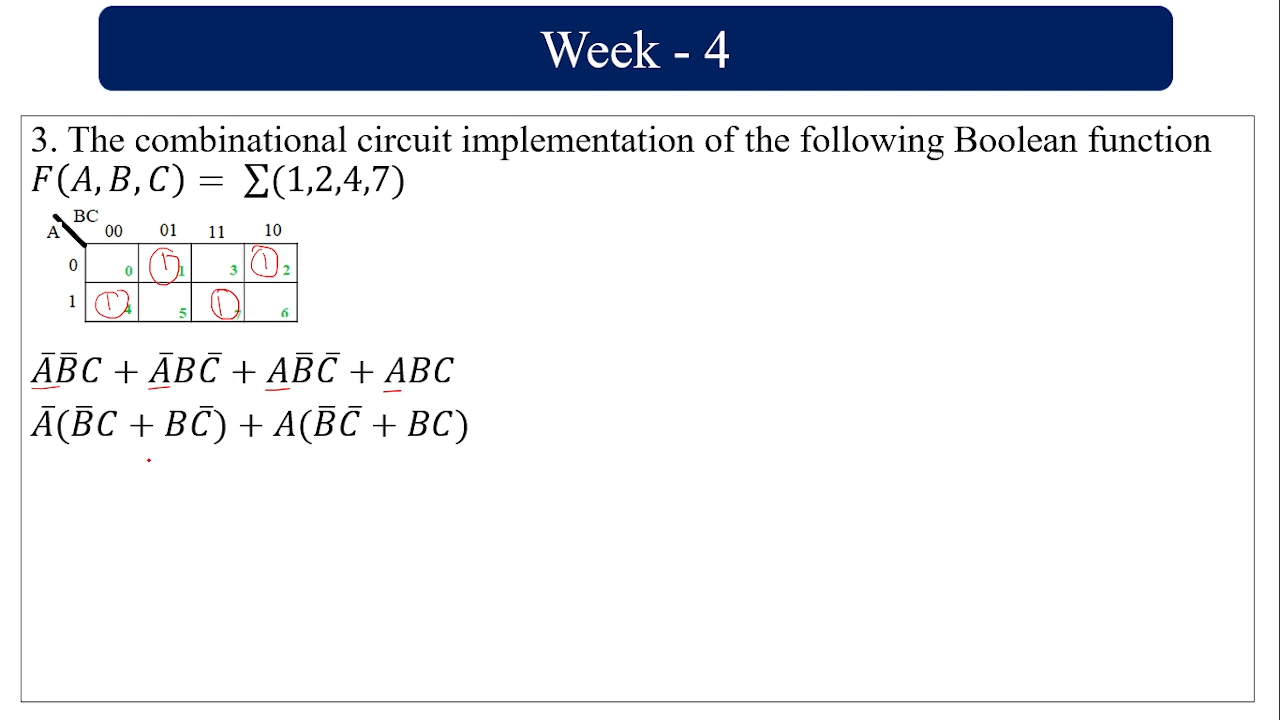 Week - 4
3. The combinational circuit implementation of the following Boolean function
F(A, B, C) = ∑(1,2,4,7)
BC
A 00 01 11 10
0 1 0 1 1 3 1 2
1 1 4 5 1 7 6
A̅B̅C + A̅BC̅ + AB̅C̅ + ABC
A̅(B̅C + BC̅) + A(B̅C̅ + BC)